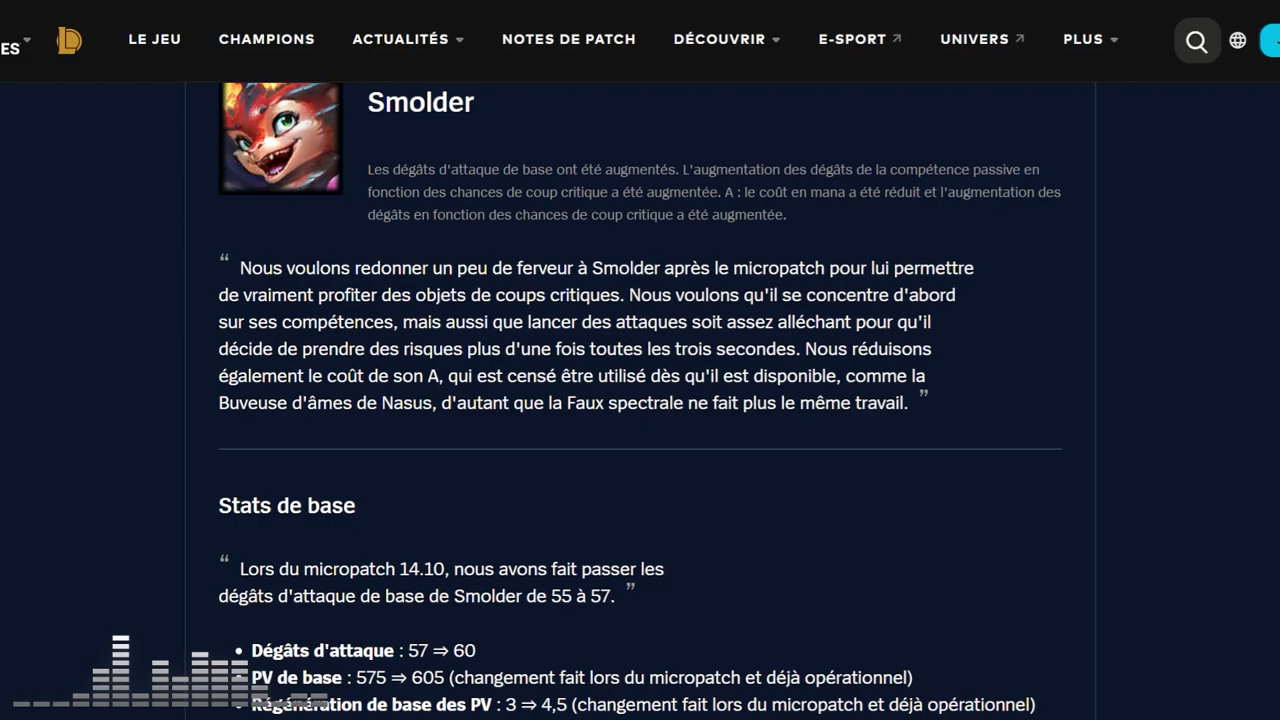 ES
LE JEU CHAMPIONS ACTUALITÉS NOTES DE PATCH DÉCOUVRIR E-SPORT UNIVERS PLUS
Smolder
Les dégâts d'attaque de base ont été augmentés. L'augmentation des dégâts de la compétence passive en
fonction des chances de coup critique a été augmentée. A : le coût en mana a été réduit et l'augmentation des
dégâts en fonction des chances de coup critique a été augmentée.
“ Nous voulons redonner un peu de ferveur à Smolder après le micropatch pour lui permettre
de vraiment profiter des objets de coups critiques. Nous voulons qu'il se concentre d'abord
sur ses compétences, mais aussi que lancer des attaques soit assez alléchant pour qu'il
décide de prendre des risques plus d'une fois toutes les trois secondes. Nous réduisons
également le coût de son A, qui est censé être utilisé dès qu'il est disponible, comme la
Buveuse d'âmes de Nasus, d'autant que la Faux spectrale ne fait plus le même travail. ”
Stats de base
“ Lors du micropatch 14.10, nous avons fait passer les
dégâts d'attaque de base de Smolder de 55 à 57. ”
• Dégâts d'attaque : 57 ⇒ 60
• PV de base : 575 ⇒ 605 (changement fait lors du micropatch et déjà opérationnel)
• Régénération de base des PV : 3 ⇒ 4,5 (changement fait lors du micropatch et déjà opérationnel)